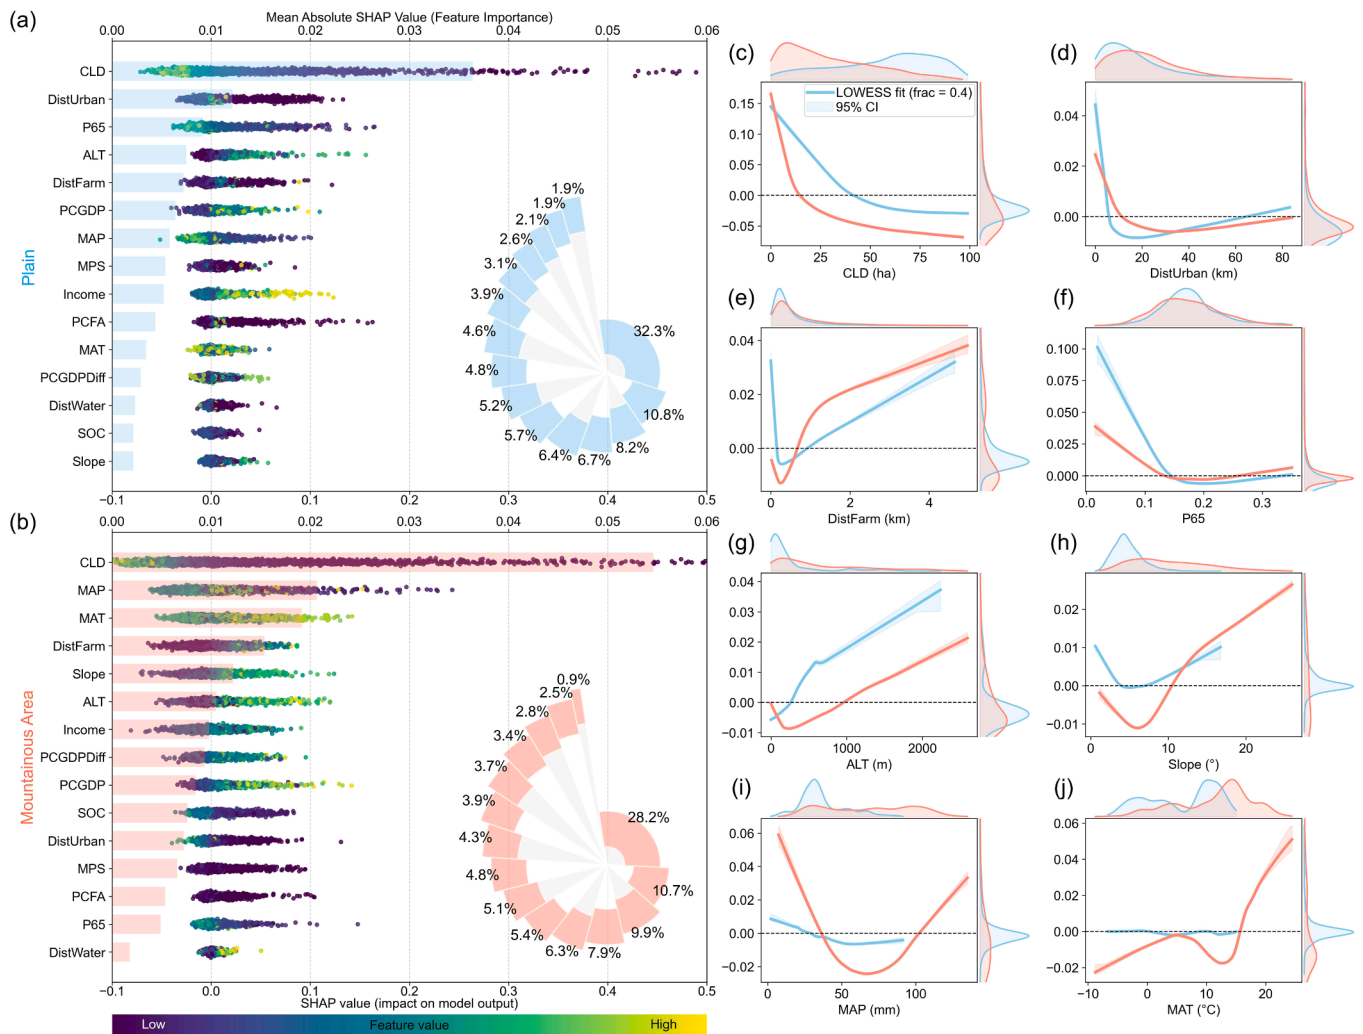 (a)
Mean Absolute SHAP Value (Feature Importance)
0.00 0.01 0.02 0.03 0.04 0.05 0.06
Plain
CLD
DistUrban
P65
ALT
DistFarm
PCGDP
MAP
MPS
Income
PCFA
MAT
PCGDPDiff
DistWater
SOC
Slope
1.9%
1.9%
2.1%
2.6%
3.1%
3.9%
4.6%
4.8%
5.2%
5.7%
6.4%
6.7%
8.2%
10.8%
32.3%
−0.1 0.0 0.1 0.2 0.3 0.4 0.5
(b)
0.00 0.01 0.02 0.03 0.04 0.05 0.06
Mountainous Area
CLD
MAP
MAT
DistFarm
Slope
ALT
Income
PCGDPDiff
PCGDP
SOC
DistUrban
MPS
PCFA
P65
DistWater
0.9%
2.5%
2.8%
3.4%
3.7%
3.9%
4.3%
4.8%
5.1%
5.4%
6.3%
7.9%
9.9%
10.7%
28.2%
−0.1 0.0 0.1 0.2 0.3 0.4 0.5
SHAP value (impact on model output)
Low Feature value High
(c)
LOWESS fit (frac = 0.4)
95% CI
0.15
0.10
0.05
0.00
−0.05
0 25 50 75 100
CLD (ha)
(d)
0.04
0.02
0.00
0 20 40 60 80
DistUrban (km)
(e)
0.04
0.02
0.00
0 2 4
DistFarm (km)
(f)
0.100
0.075
0.050
0.025
0.000
0.0 0.1 0.2 0.3
P65
(g)
0.04
0.03
0.02
0.01
0.00
−0.01
0 1000 2000
ALT (m)
(h)
0.02
0.01
0.00
−0.01
0 10 20
Slope (°)
(i)
0.06
0.04
0.02
0.00
−0.02
0 50 100
MAP (mm)
(j)
0.06
0.04
0.02
0.00
−0.02
−10 0 10 20
MAT (°C)